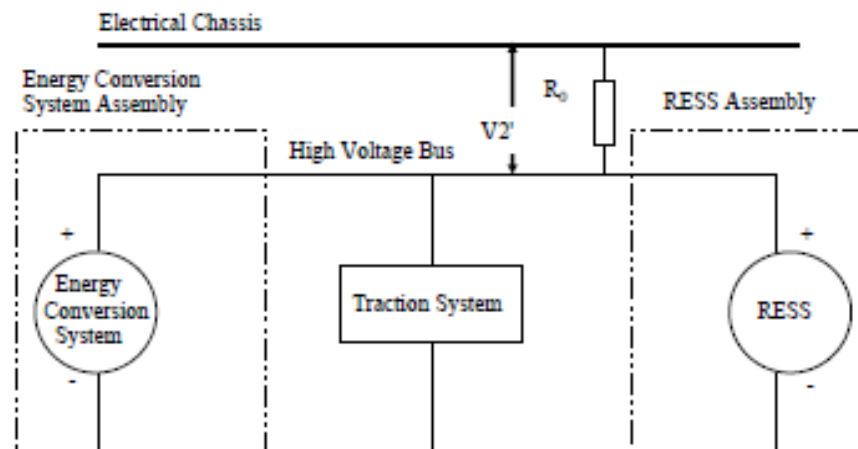 Electrical Chassis
Energy Conversion
System Assembly
R₀
RESS Assembly
V2'
High Voltage Bus
+
+
Energy
Conversion
System
Traction System
RESS
-
-